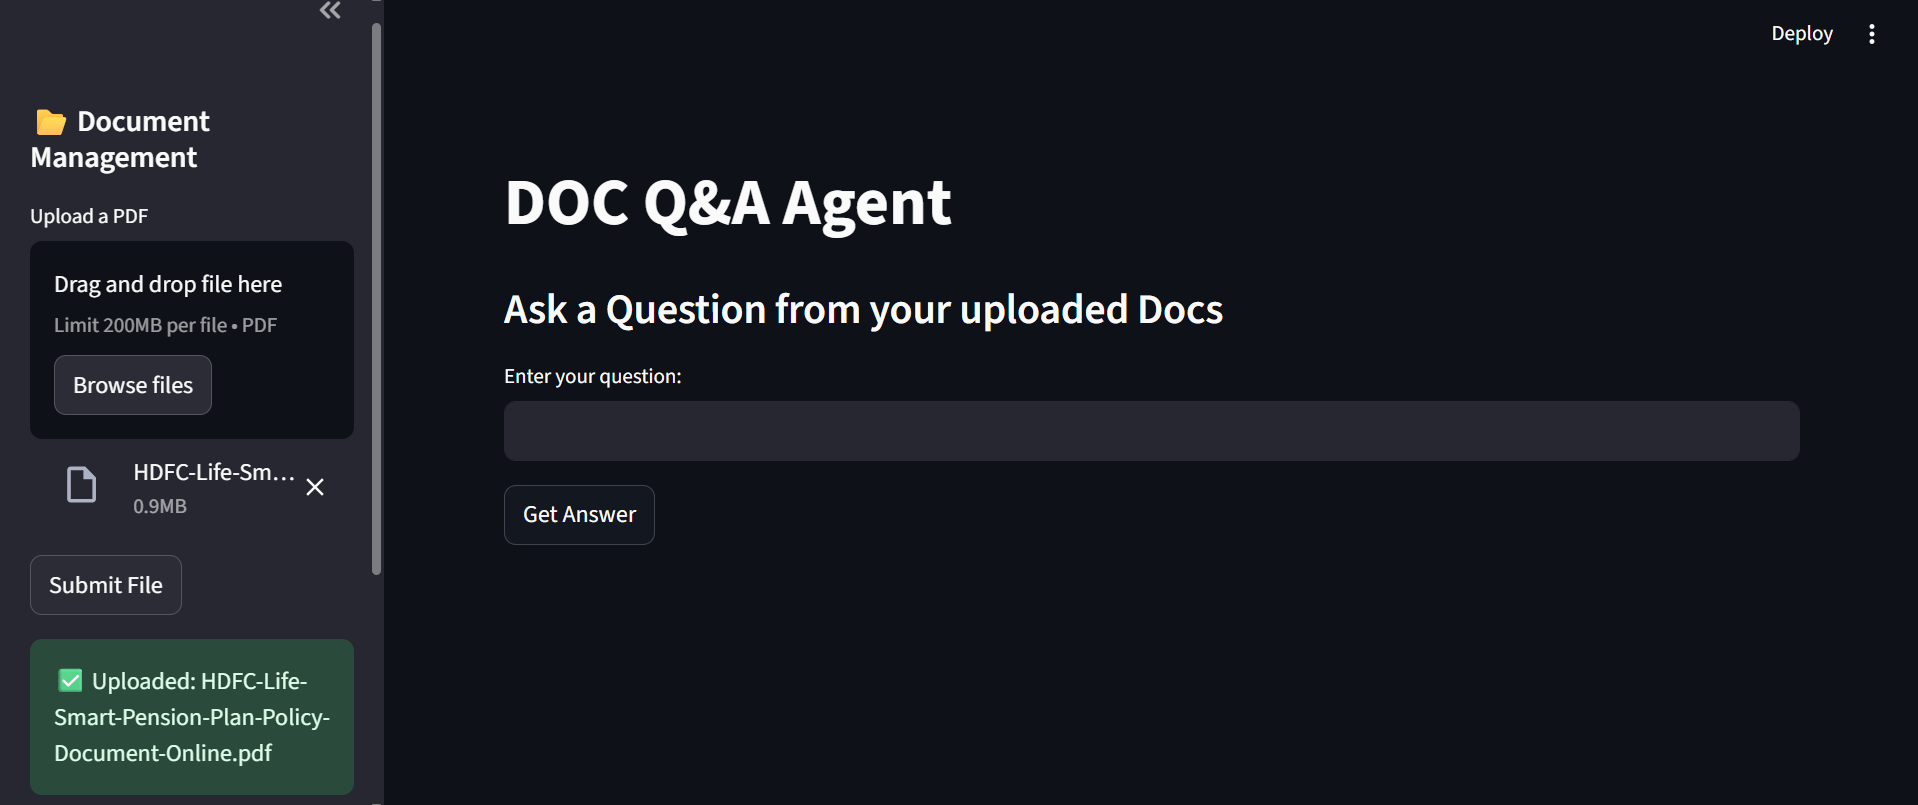 Document
Management
Upload a PDF
Drag and drop file here
Limit 200MB per file • PDF
Browse files
HDFC-Life-Sm...
0.9MB
Submit File
Uploaded: HDFC-Life-
Smart-Pension-Plan-Policy-
Document-Online.pdf
Deploy
DOC Q&A Agent
Ask a Question from your uploaded Docs
Enter your question:
Get Answer